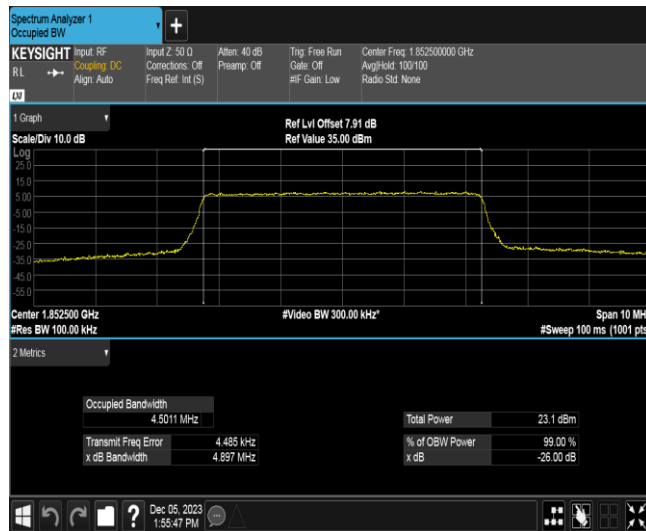 Spectrum Analyzer 1
Occupied BW
+
KEYSIGHT
RL
LXI
Input: RF
Coupling: DC
Align: Auto
Input Z: 50 Ω
Corrections: Off
Freq Ref: Int (S)
Atten: 40 dB
Preamp: Off
Trig: Free Run
Gate: Off
#IF Gain: Low
Center Freq: 1.852500000 GHz
Avg|Hold: 100/100
Radio Std: None
1 Graph
Scale/Div 10.0 dB
Ref Lvl Offset 7.91 dB
Ref Value 35.00 dBm
Log
25.0
15.0
5.00
-5.00
-15.0
-25.0
-35.0
-45.0
-55.0
Center 1.852500 GHz
#Res BW 100.00 kHz
#Video BW 300.00 kHz*
Span 10 MH
#Sweep 100 ms (1001 pts
2 Metrics
Occupied Bandwidth
4.5011 MHz
Transmit Freq Error 4.485 kHz
x dB Bandwidth 4.897 MHz
Total Power 23.1 dBm
% of OBW Power 99.00 %
x dB -26.00 dB
?
Dec 05, 2023
1:55:47 PM